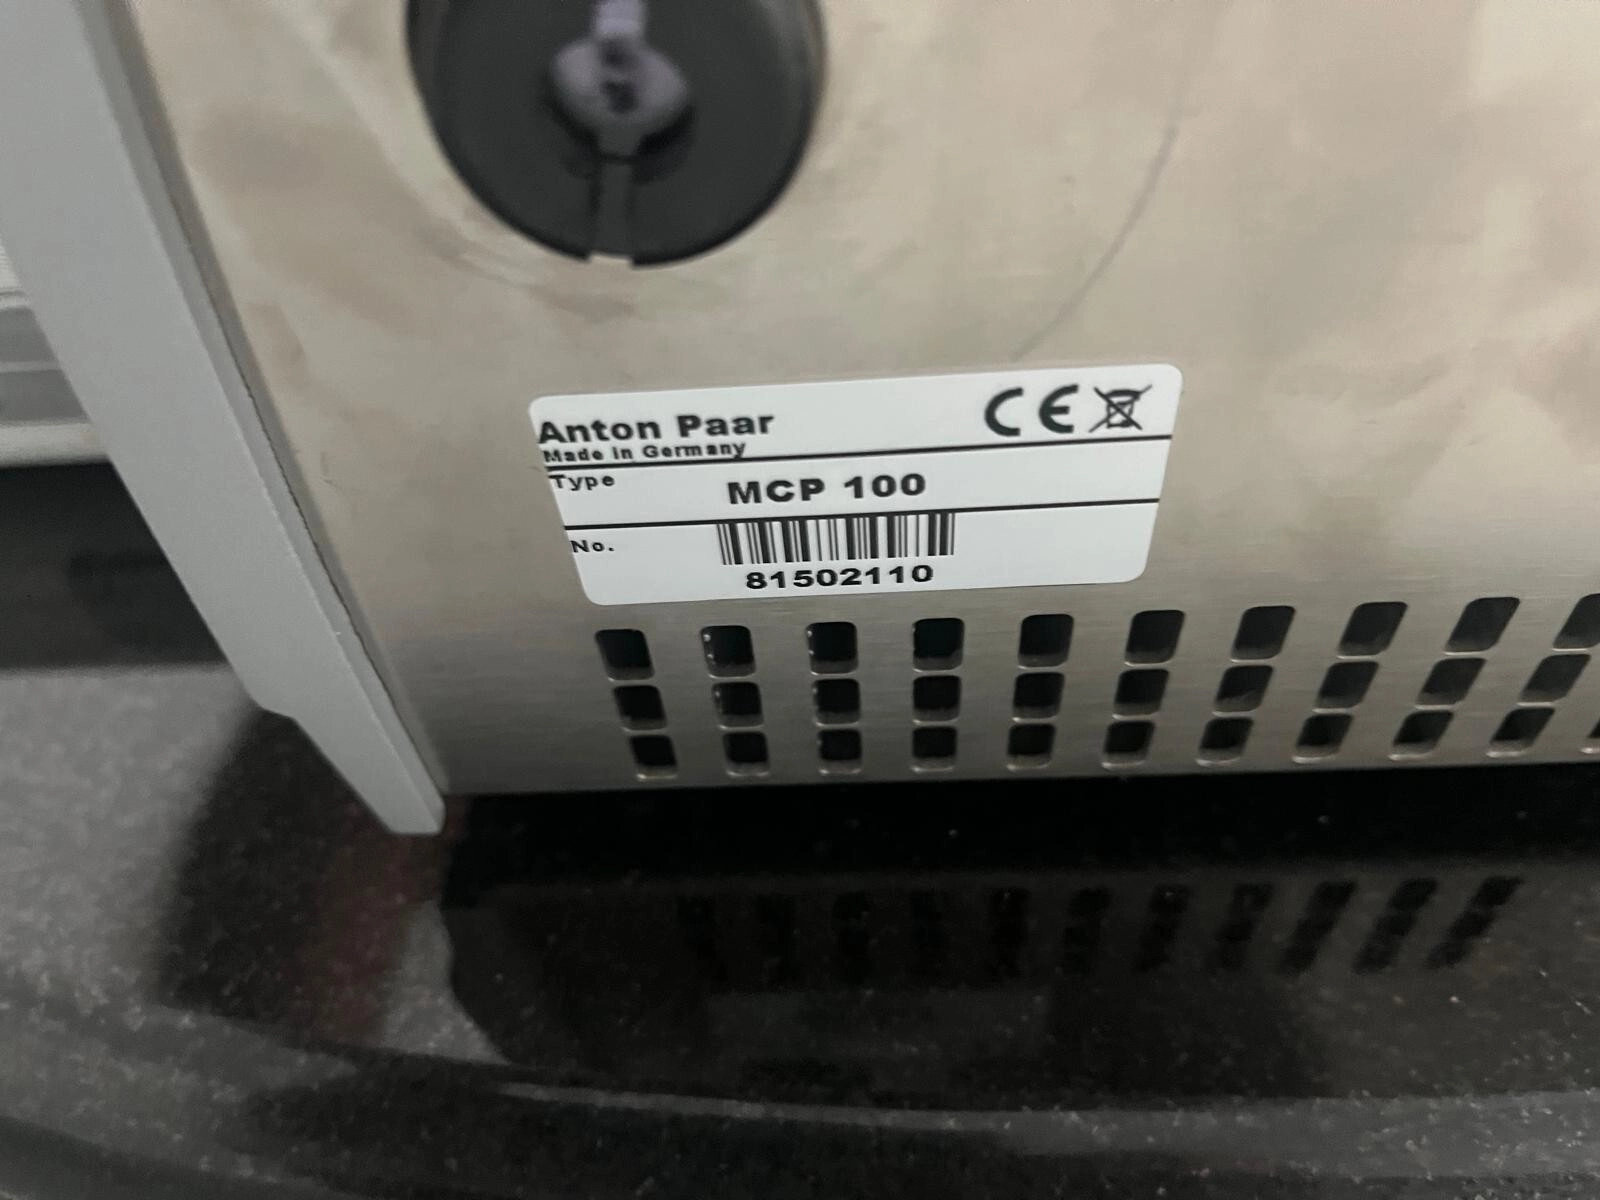 Anton Paar
Made in Germany
CE
Type MCP 100
No.
81502110